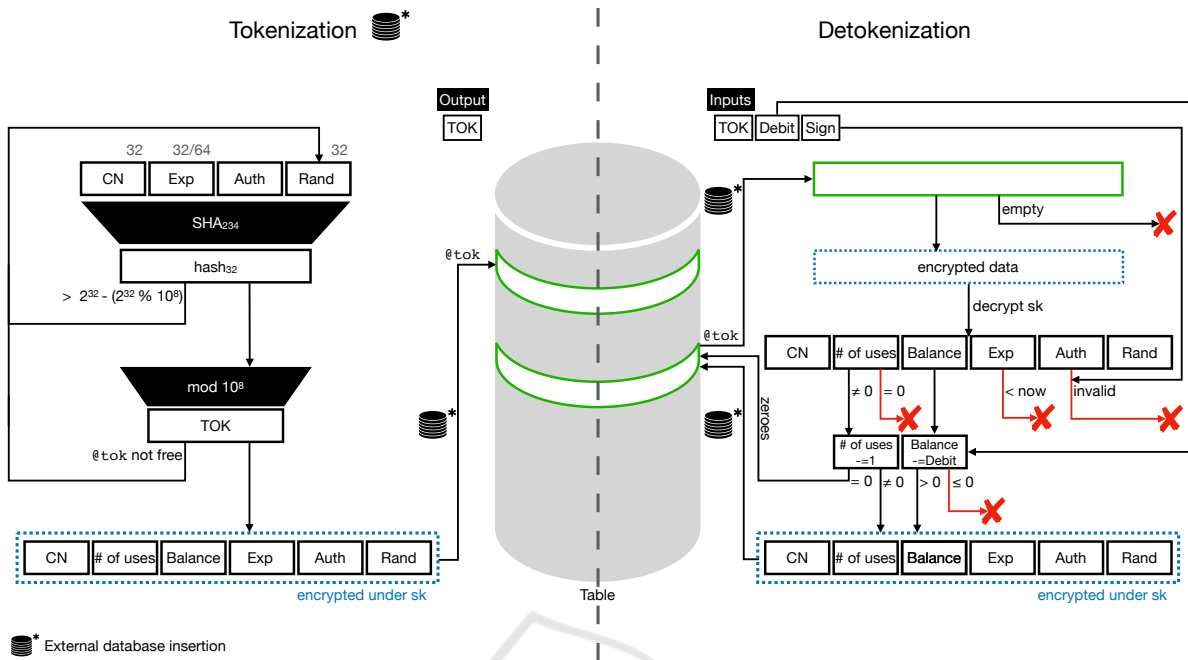 Tokenization *
Detokenization
Output
TOK
Inputs
TOK Debit Sign
32 32/64 32
CN Exp Auth Rand
SHA₂₃₄
hash₃₂
> 2³² - (2³² % 10⁸)
mod 10⁸
TOK
@tok not free
CN # of uses Balance Exp Auth Rand
encrypted under sk
* External database insertion
@tok
*
Table
*
@tok
*
zeroes
empty
encrypted data
decrypt sk
CN # of uses Balance Exp Auth Rand
≠ 0 = 0 < now invalid
# of uses
-=1
Balance
-=Debit
= 0 ≠ 0 > 0 ≤ 0
CN # of uses Balance Exp Auth Rand
encrypted under sk